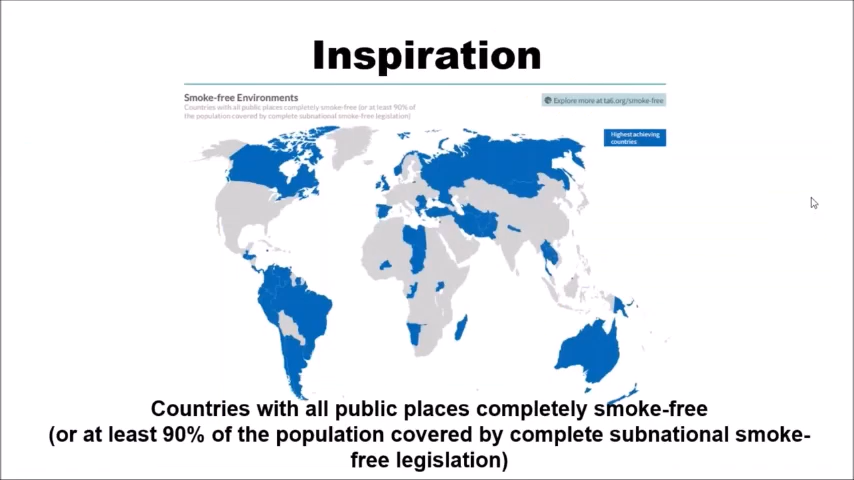 Inspiration
Smoke-free Environments
Countries with all public places completely smoke-free (or at least 90% of
the population covered by complete subnational smoke-free legislation)
Explore more at ta6.org/smoke-free
Highest achieving
countries
Countries with all public places completely smoke-free
(or at least 90% of the population covered by complete subnational smoke-
free legislation)